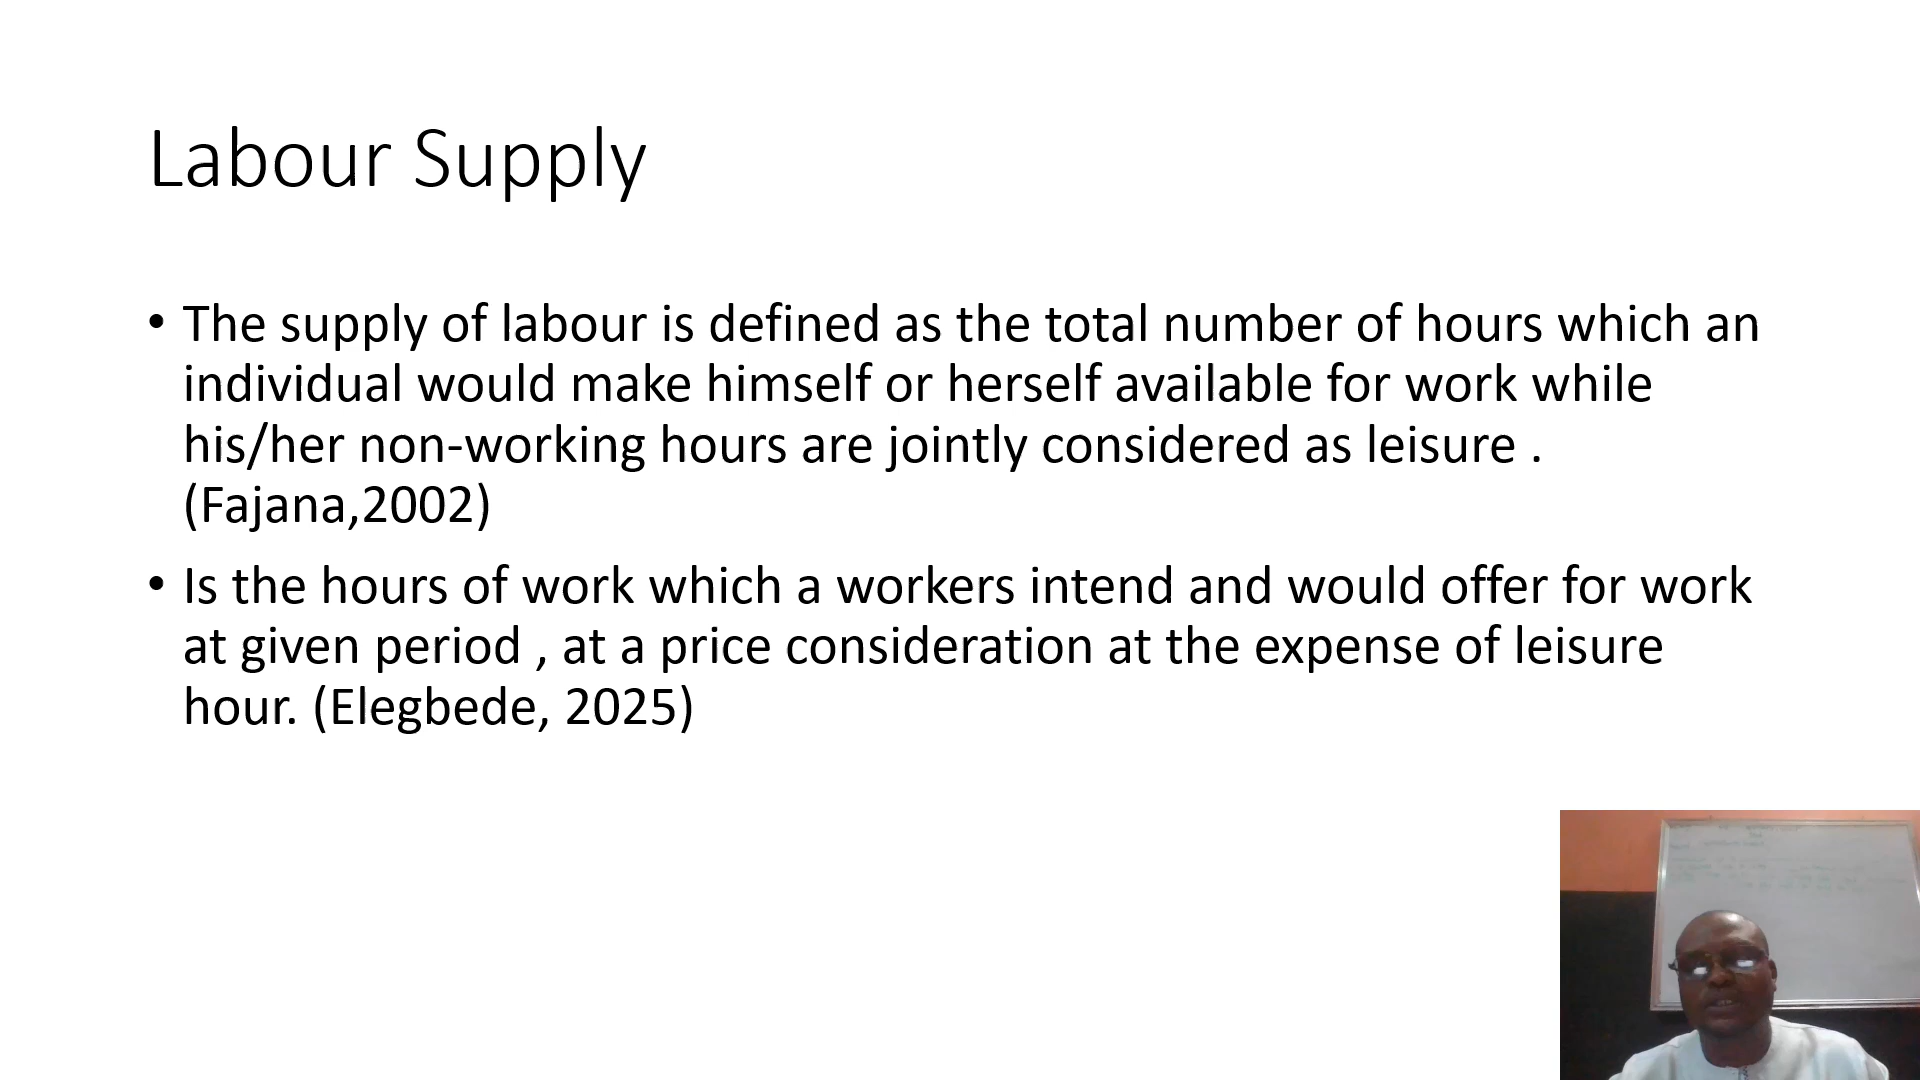 Labour Supply
• The supply of labour is defined as the total number of hours which an
individual would make himself or herself available for work while
his/her non-working hours are jointly considered as leisure .
(Fajana,2002)
• Is the hours of work which a workers intend and would offer for work
at given period , at a price consideration at the expense of leisure
hour. (Elegbede, 2025)